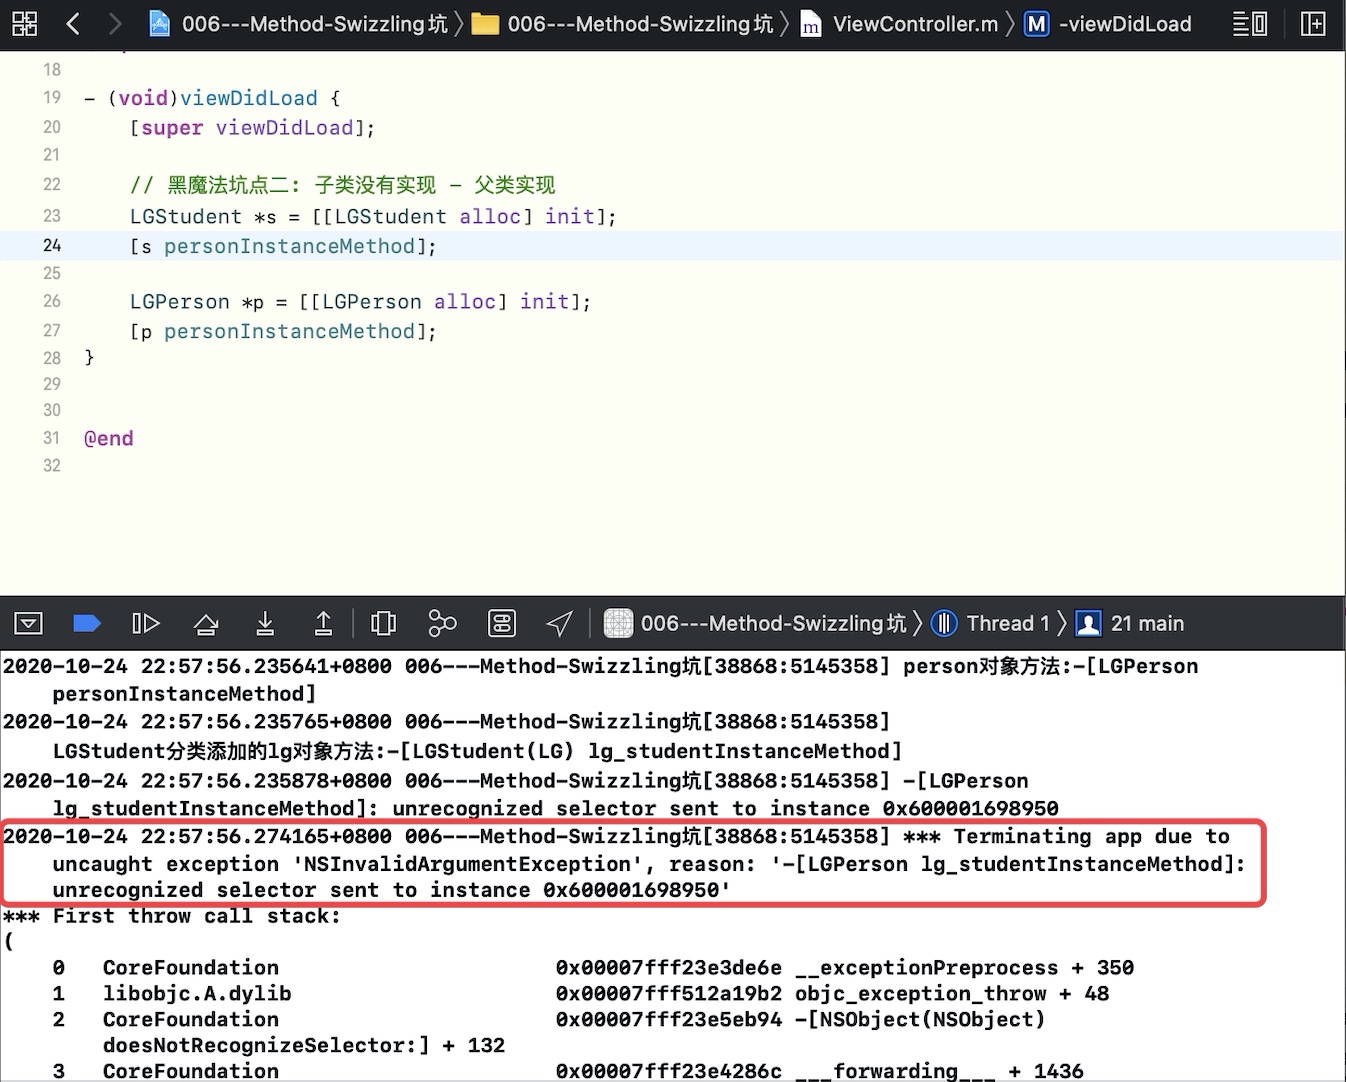 006---Method-Swizzling坑 〉 006---Method-Swizzling坑 〉 m ViewController.m 〉 M -viewDidLoad
18
19 - (void)viewDidLoad {
20 [super viewDidLoad];
21
22 // 黑魔法坑点二: 子类没有实现 - 父类实现
23 LGStudent *s = [[LGStudent alloc] init];
24 [s personInstanceMethod];
25
26 LGPerson *p = [[LGPerson alloc] init];
27 [p personInstanceMethod];
28 }
29
30
31 @end
32
006---Method-Swizzling坑 〉 Thread 1 〉 21 main
2020-10-24 22:57:56.235641+0800 006---Method-Swizzling坑[38868:5145358] person对象方法:-[LGPerson
personInstanceMethod]
2020-10-24 22:57:56.235765+0800 006---Method-Swizzling坑[38868:5145358]
LGStudent分类添加的lg对象方法:-[LGStudent(LG) lg_studentInstanceMethod]
2020-10-24 22:57:56.235878+0800 006---Method-Swizzling坑[38868:5145358] -[LGPerson
lg_studentInstanceMethod]: unrecognized selector sent to instance 0x600001698950
2020-10-24 22:57:56.274165+0800 006---Method-Swizzling坑[38868:5145358] *** Terminating app due to
uncaught exception 'NSInvalidArgumentException', reason: '-[LGPerson lg_studentInstanceMethod]:
unrecognized selector sent to instance 0x600001698950'
*** First throw call stack:
(
0 CoreFoundation 0x00007fff23e3de6e __exceptionPreprocess + 350
1 libobjc.A.dylib 0x00007fff512a19b2 objc_exception_throw + 48
2 CoreFoundation 0x00007fff23e5eb94 -[NSObject(NSObject)
doesNotRecognizeSelector:] + 132
3 CoreFoundation 0x00007fff23e4286c ___forwarding___ + 1436